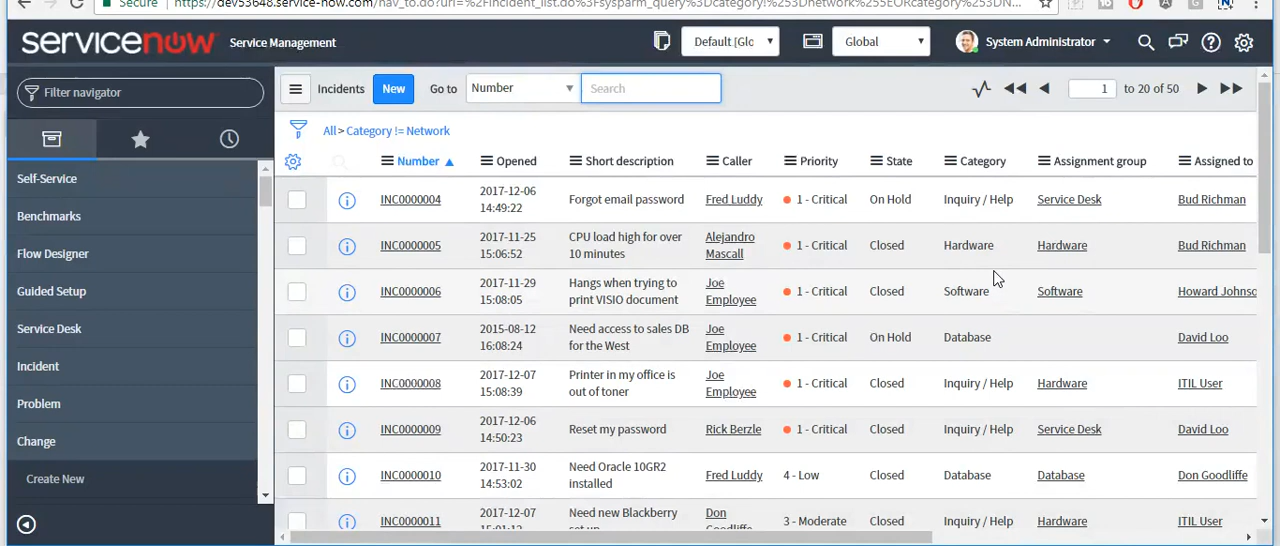 Secure https://dev53648.service-now.com/nav_to.do?uri=%2Fincident_list.do%3Fsysparm_query%3Dcategory!%253Dnetwork%255EORcategory%253DN...
servicenow Service Management Default [Glo Global System Administrator
Filter navigator
Incidents New Go to Number Search 1 to 20 of 50
All > Category != Network
Number Opened Short description Caller Priority State Category Assignment group Assigned to
Self-Service
Benchmarks
Flow Designer
Guided Setup
Service Desk
Incident
Problem
Change
Create New
INC0000004 2017-12-06 14:49:22 Forgot email password Fred Luddy 1 - Critical On Hold Inquiry / Help Service Desk Bud Richman
INC0000005 2017-11-25 15:06:52 CPU load high for over 10 minutes Alejandro Mascall 1 - Critical Closed Hardware Hardware Bud Richman
INC0000006 2017-11-29 15:08:05 Hangs when trying to print VISIO document Joe Employee 1 - Critical Closed Software Software Howard Johnso
INC0000007 2015-08-12 16:08:24 Need access to sales DB for the West Joe Employee 1 - Critical On Hold Database David Loo
INC0000008 2017-12-07 15:08:39 Printer in my office is out of toner Joe Employee 1 - Critical Closed Inquiry / Help Hardware ITIL User
INC0000009 2017-12-06 14:50:23 Reset my password Rick Berzle 1 - Critical Closed Inquiry / Help Service Desk David Loo
INC0000010 2017-11-30 14:53:02 Need Oracle 10GR2 installed Fred Luddy 4 - Low Closed Database Database Don Goodliffe
INC0000011 2017-12-07 Need new Blackberry set up Don Goodliffe 3 - Moderate Closed Inquiry / Help Hardware ITIL User